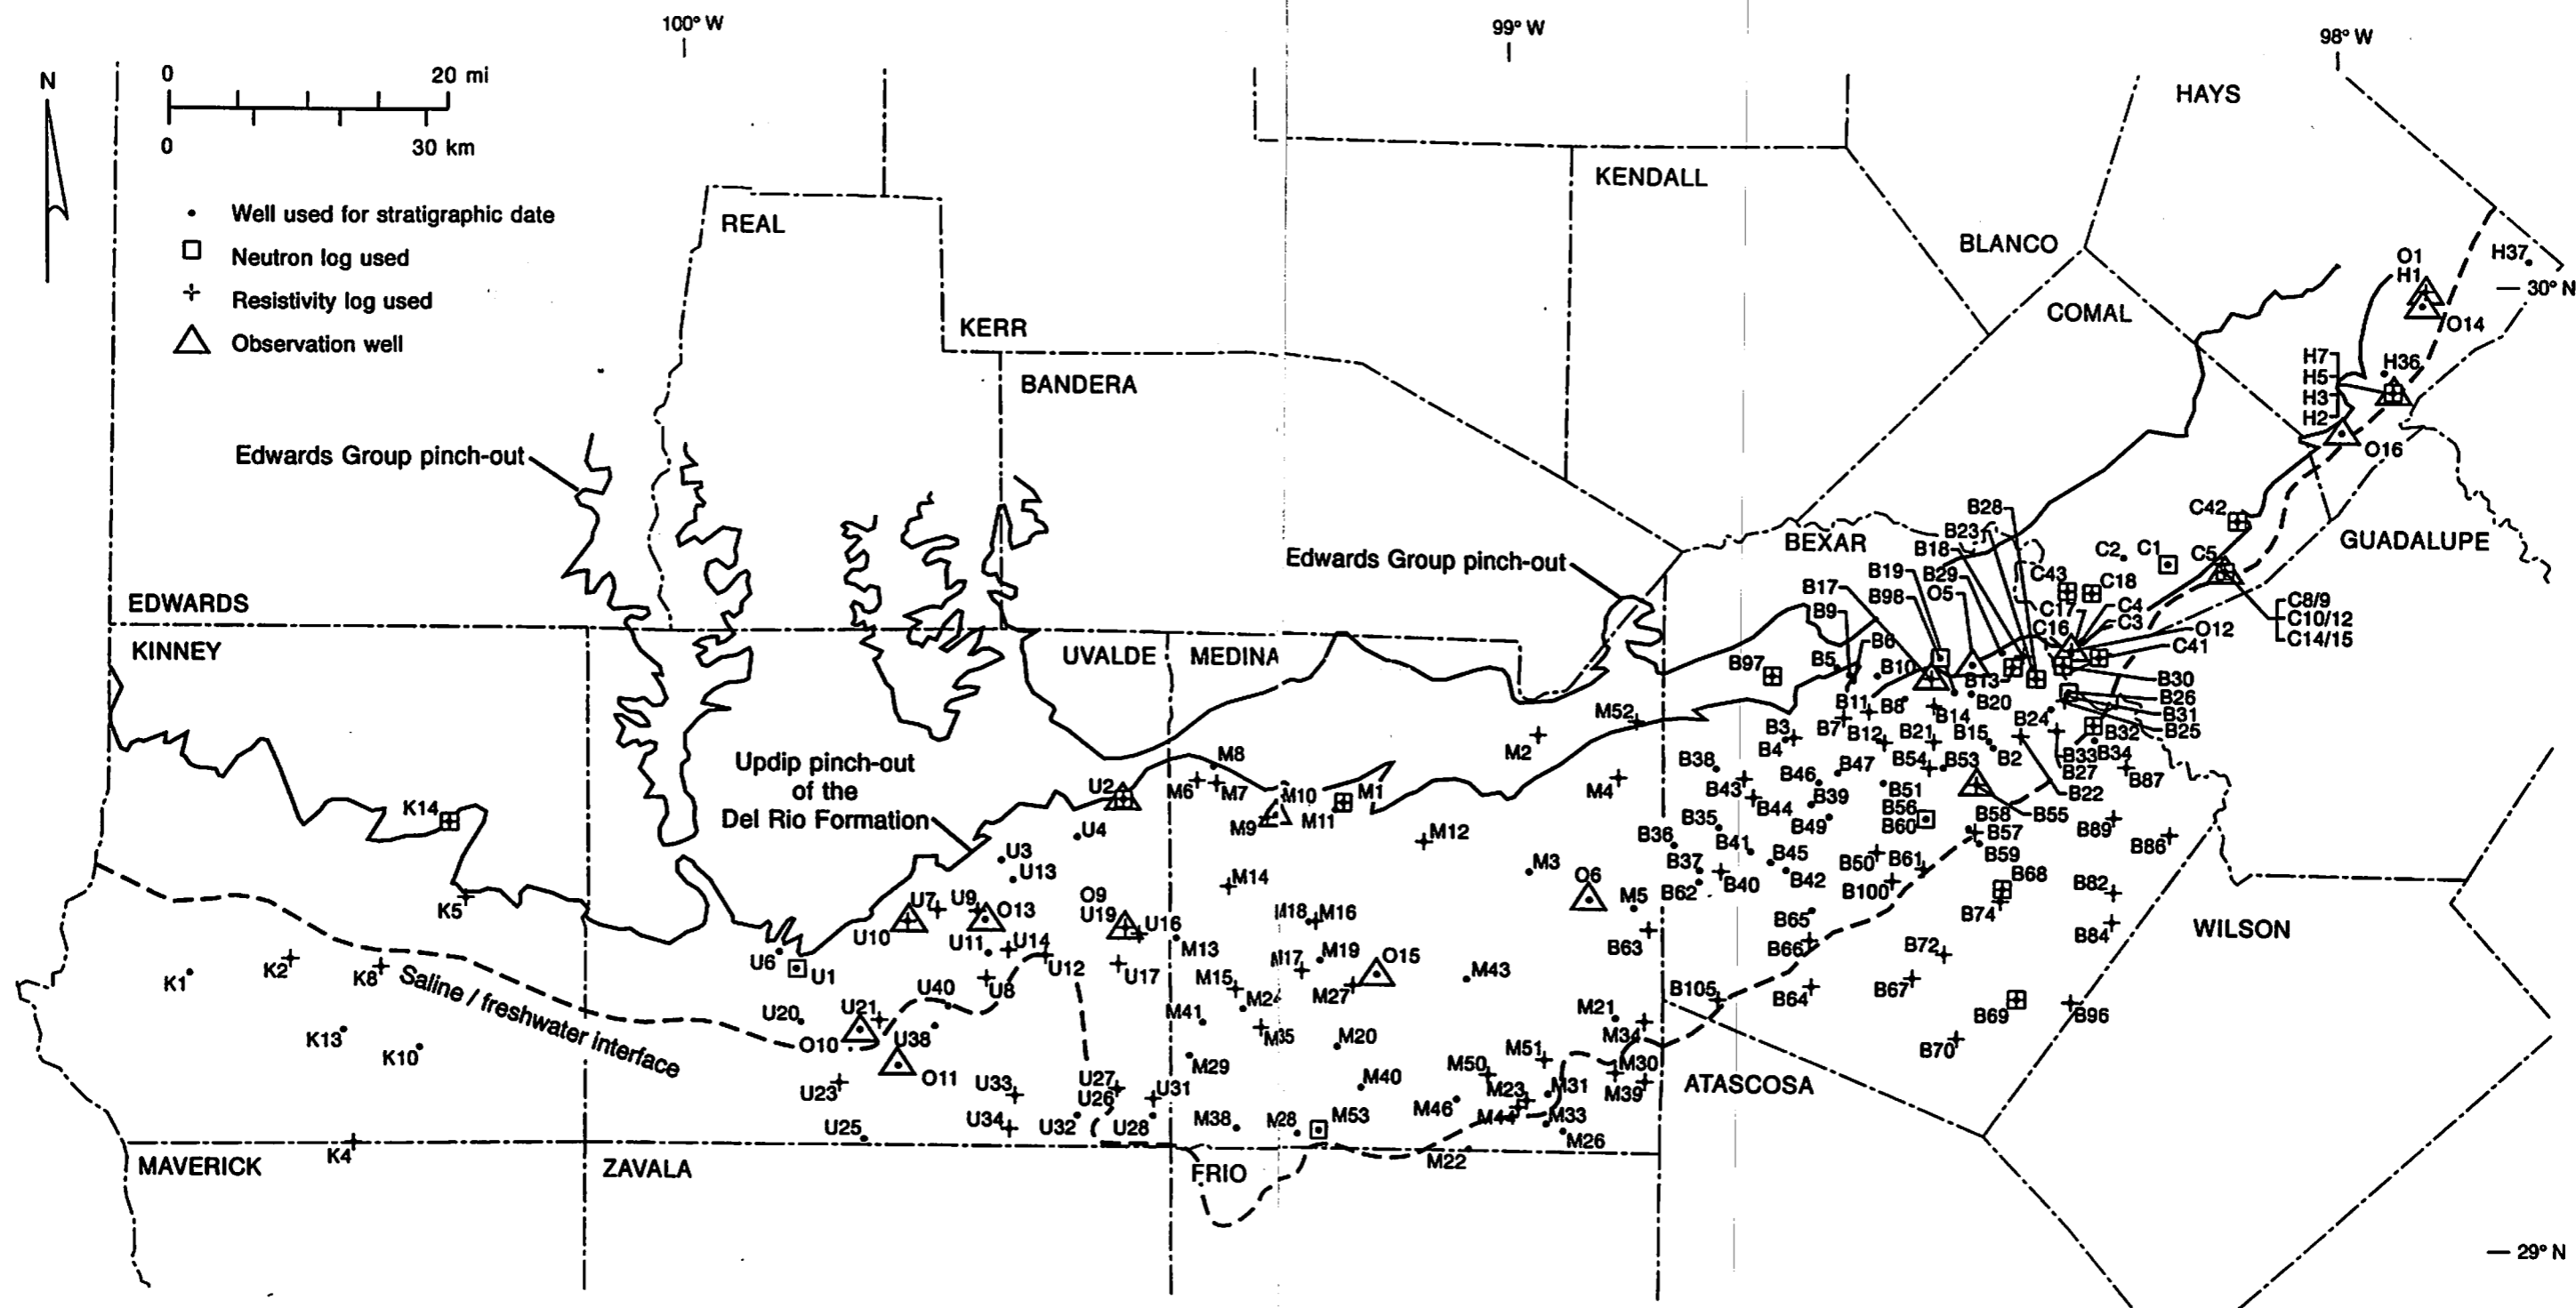 100° W
99° W
98° W
N
0 20 mi
0 30 km
Well used for stratigraphic date
Neutron log used
Resistivity log used
Observation well
HAYS
KENDALL
REAL
BLANCO
COMAL
KERR
BANDERA
O1
H1
H37
30° N
O14
H7
H5
H3
H2
H36
O16
Edwards Group pinch-out
Edwards Group pinch-out
EDWARDS
KINNEY
UVALDE
MEDINA
BEXAR
GUADALUPE
B28
B23
B18
B19
B29
B17
B98
O5
B9
B6
B97
B5
B10
B13
B11
B8
B20
B14
C42
C2
C1
C5
C43
C18
C17
C4
C16
C3
O12
C41
C8/9
C10/12
C14/15
B30
B26
B31
B25
B24
B32
B33
B34
B27
B22
B87
B3
B4
B7
B12
B21
B15
B2
B54
B53
B38
B46
B47
B43
B44
B39
B51
B56
B60
B58
B55
B57
B59
B35
B49
B36
B41
B45
B37
B62
B40
B42
B50
B61
B100
B68
B74
B89
B86
B82
B84
B65
B66
B63
B72
B67
B64
B105
B69
B96
B70
WILSON
ATASCOSA
Updip pinch-out
of the
Del Rio Formation
K14
K5
K1
K2
K8
K13
K10
K4
Saline / freshwater interface
U2
U4
U3
U13
U7
U9
O13
U10
U11
U14
U12
U8
O9
U19
U16
U17
U6
U1
U20
U21
U40
U38
O10
O11
U23
U33
U34
U25
U32
U27
U26
U31
U28
M8
M6
M7
M10
M9
M11
M1
M2
M52
M4
M12
M14
M3
O6
M5
M18
M16
M13
M19
M17
O15
M15
M24
M27
M43
M41
M35
M20
M21
M34
M29
M40
M50
M51
M30
M39
M23
M31
M46
M44
M33
M26
M38
M28
M53
M22
MAVERICK
ZAVALA
FRIO
29° N